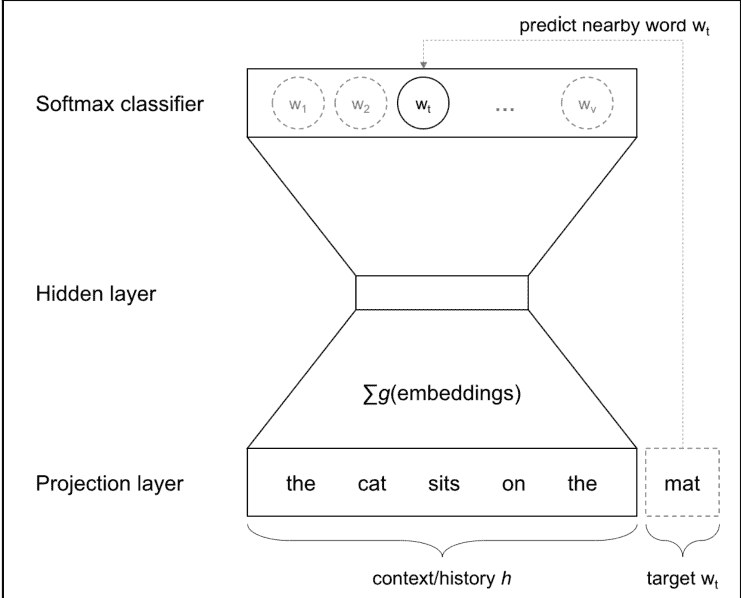 predict nearby word wt
Softmax classifier
w1 w2 wt ... wv
Hidden layer
∑g(embeddings)
Projection layer
the cat sits on the mat
context/history h
target wt